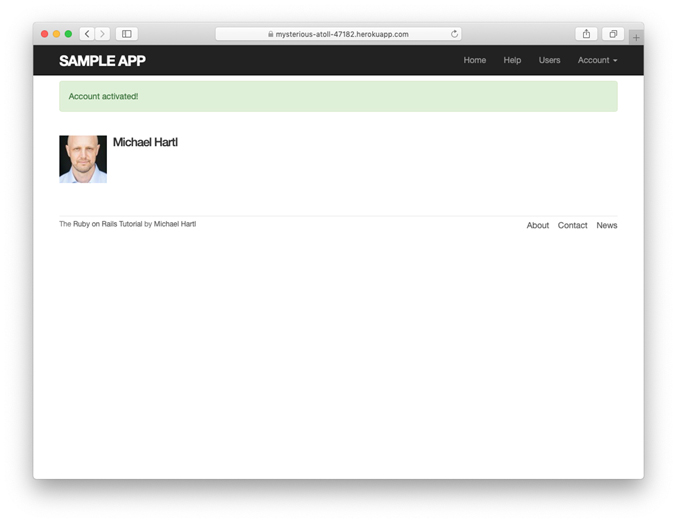 mysterious-atoll-47182.herokuapp.com
SAMPLE APP Home Help Users Account
Account activated!
Michael Hartl
The Ruby on Rails Tutorial by Michael Hartl About Contact News